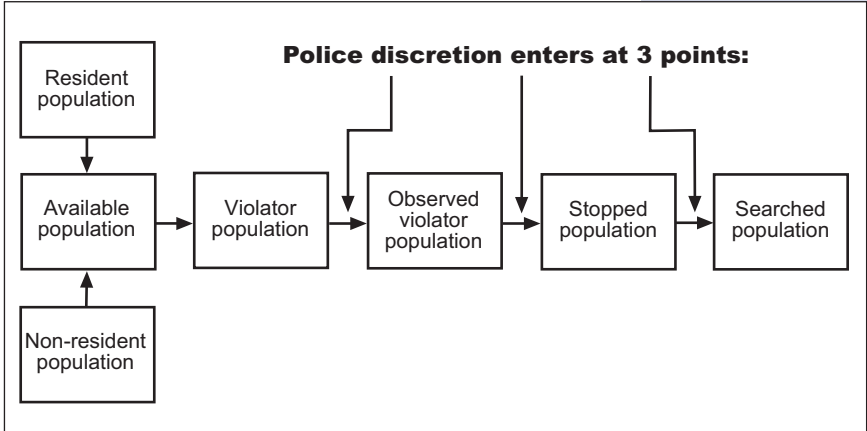 Police discretion enters at 3 points:
Resident
population
Available
population
Non-resident
population
Violator
population
Observed
violator
population
Stopped
population
Searched
population